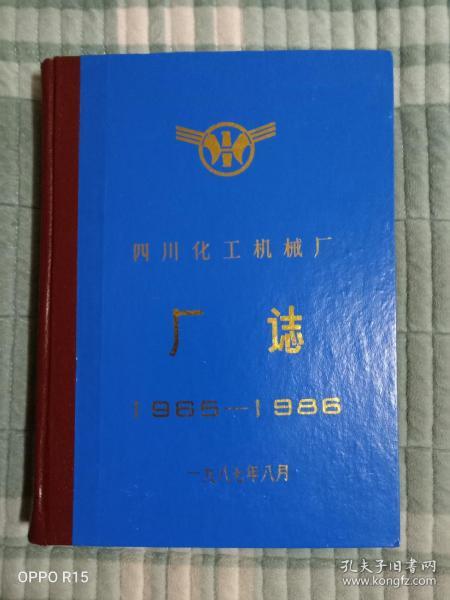 四川化工机械厂
厂誌
1965—1986
一九八七年八月
OPPO R15
孔夫子旧书网
www.kongfz.com